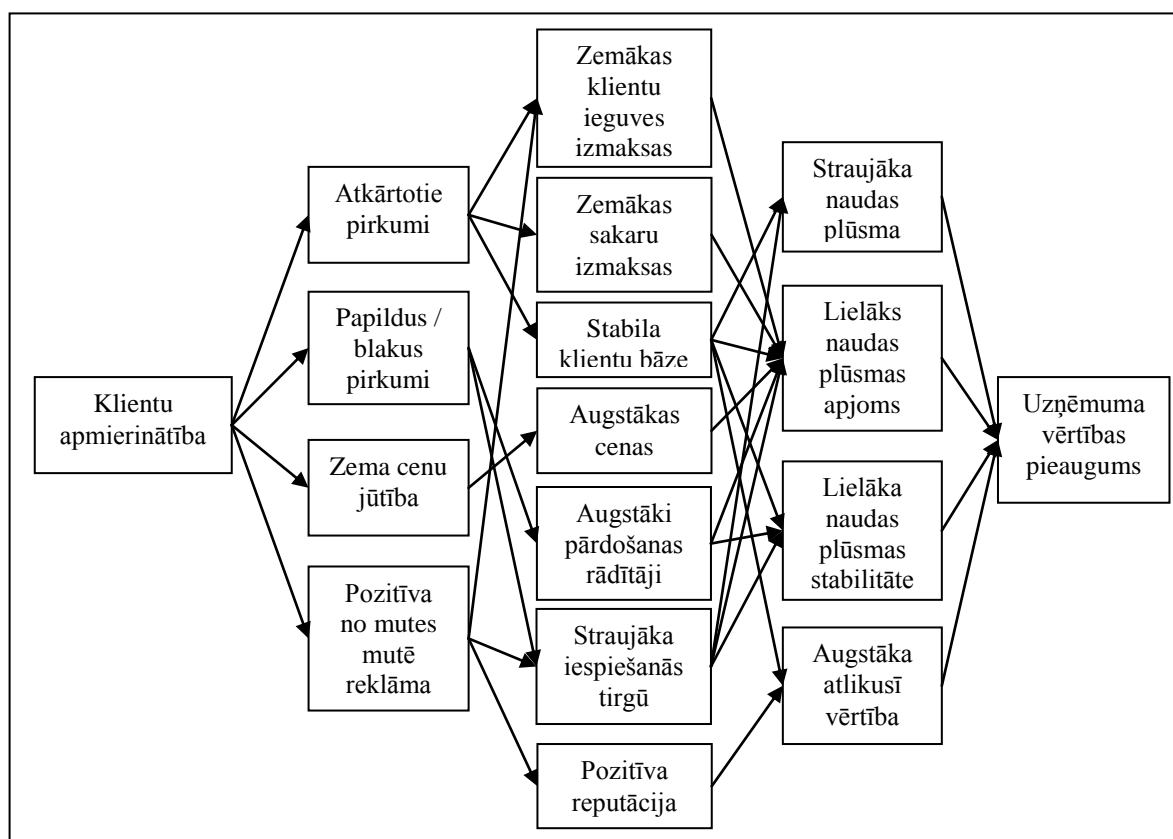 Klientu
apmierinātība
Atkārtotie
pirkumi
Papildus /
blakus
pirkumi
Zema cenu
jūtība
Pozitīva
no mutes
mutē
reklāma
Zemākas
klientu
ieguves
izmaksas
Zemākas
sakaru
izmaksas
Stabila
klientu bāze
Augstākas
cenas
Augstāki
pārdošanas
rādītāji
Straujāka
iespiešanās
tirgū
Pozitīva
reputācija
Straujāka
naudas
plūsma
Lielāks
naudas
plūsmas
apjoms
Lielāka
naudas
plūsmas
stabilitāte
Augstāka
atlikusī
vērtība
Uzņēmuma
vērtības
pieaugums